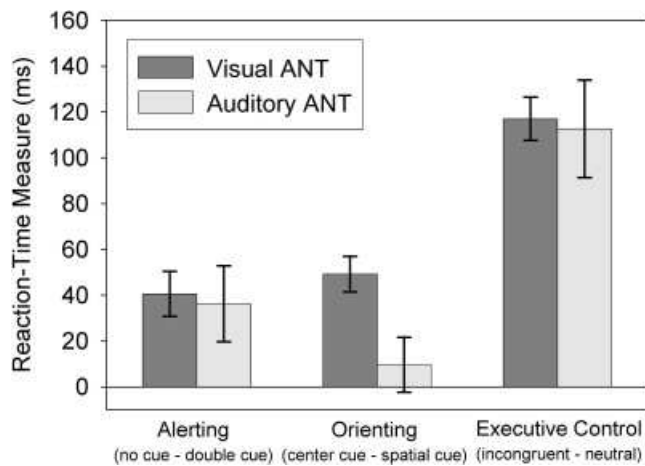 160
140
120
100
80
60
40
20
0
Reaction-Time Measure (ms)
Visual ANT
Auditory ANT
Alerting
(no cue - double cue)
Orienting
(center cue - spatial cue)
Executive Control
(incongruent - neutral)